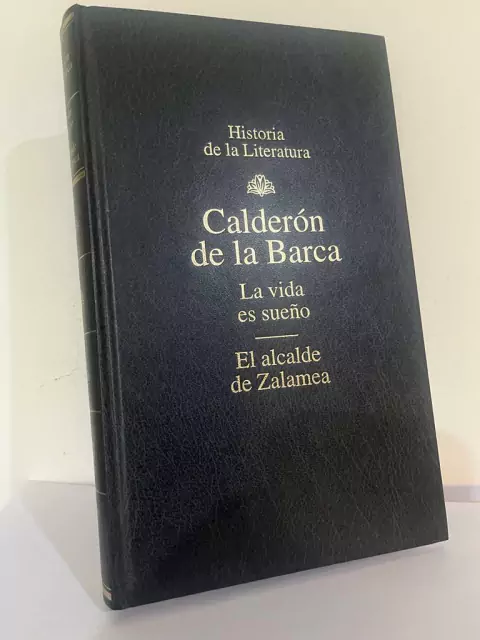 Historia
de la Literatura
Calderón
de la Barca
La vida
es sueño
El alcalde
de Zalamea